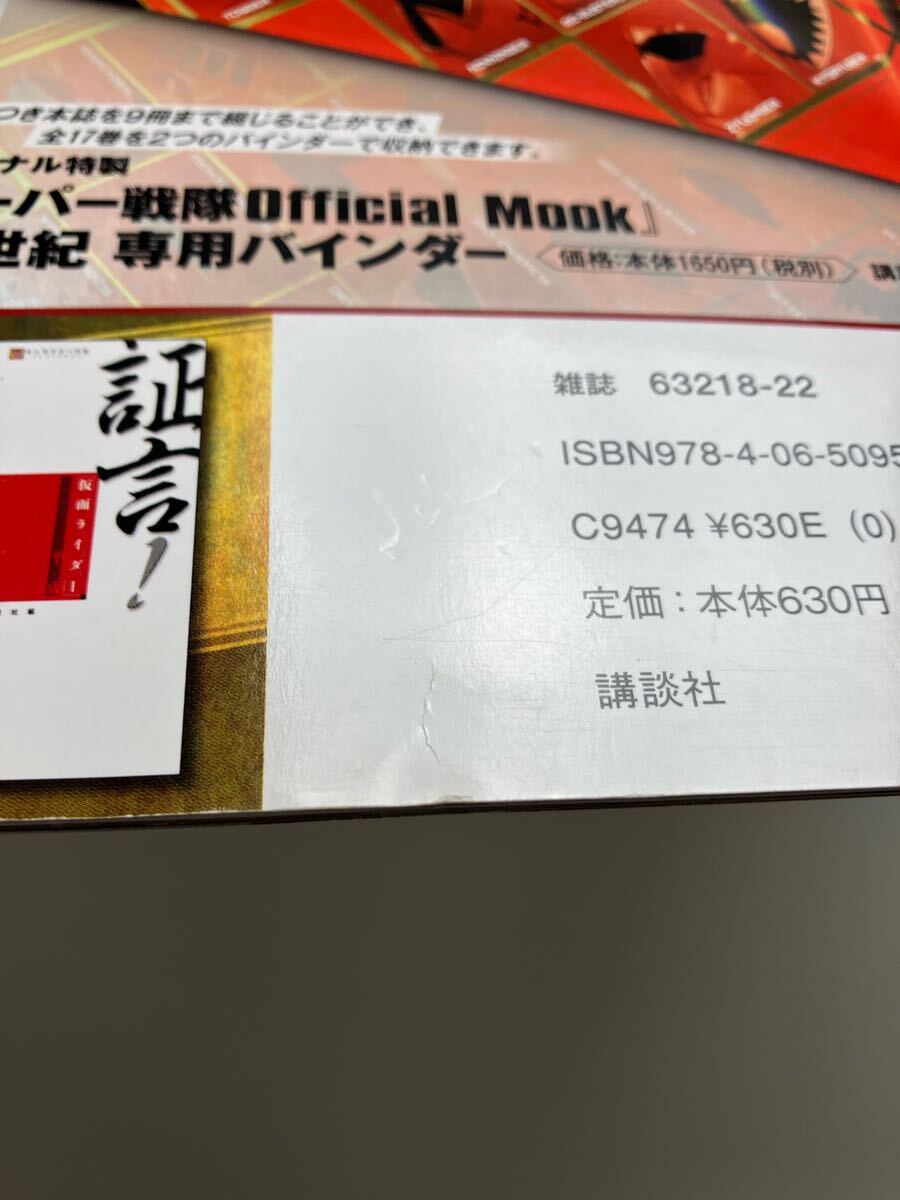 つき本誌を9冊まで綴じることができ、
全17巻を2つのバインダーで収納できます。
ナル特製
ーパー戦隊Official Mook』
世紀 専用バインダー
価格:本体1650円(税別)
証言!
仮面ライダー
雑誌 63218-22
ISBN978-4-06-5095
C9474 ¥630E (0)
定価:本体630円
講談社